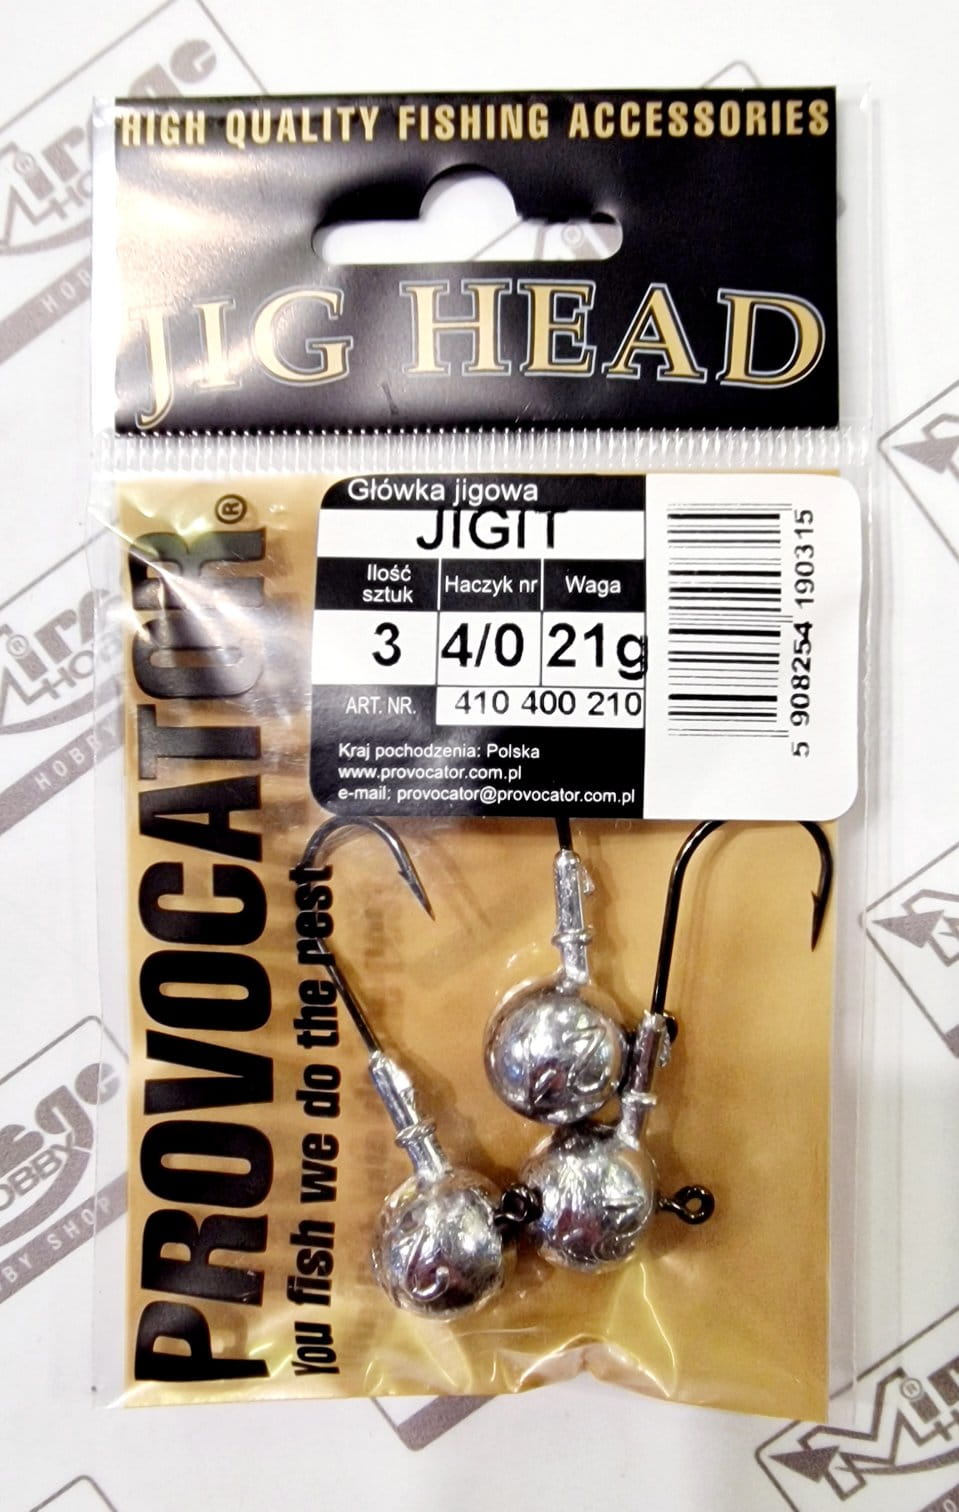 HIGH QUALITY FISHING ACCESSORIES
JIG HEAD
Główka jigowa
JIGIT
Ilość sztuk
Haczyk nr
Waga
3
4/0
21g
ART. NR.
410 400 210
Kraj pochodzenia: Polska
www.provocator.com.pl
e-mail: provocator@provocator.com.pl
5 908254 190315
PROVOCATOR®
You fish we do the rest